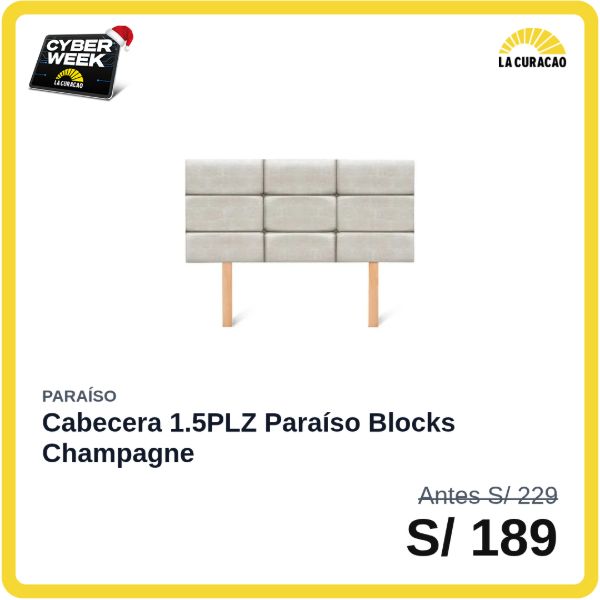 CYBER
WEEK
LA CURACAO
LA CURACAO
PARAÍSO
Cabecera 1.5PLZ Paraíso Blocks
Champagne
Antes S/ 229
S/ 189